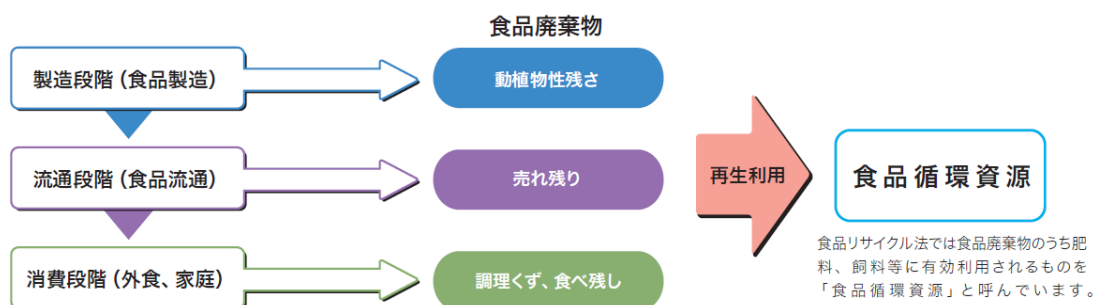 食品廃棄物
製造段階(食品製造)
動植物性残さ
流通段階(食品流通)
売れ残り
消費段階(外食、家庭)
調理くず、食べ残し
再生利用
食品循環資源
食品リサイクル法では食品廃棄物のうち肥
料、飼料等に有効利用されるものを
「食品循環資源」と呼んでいます。